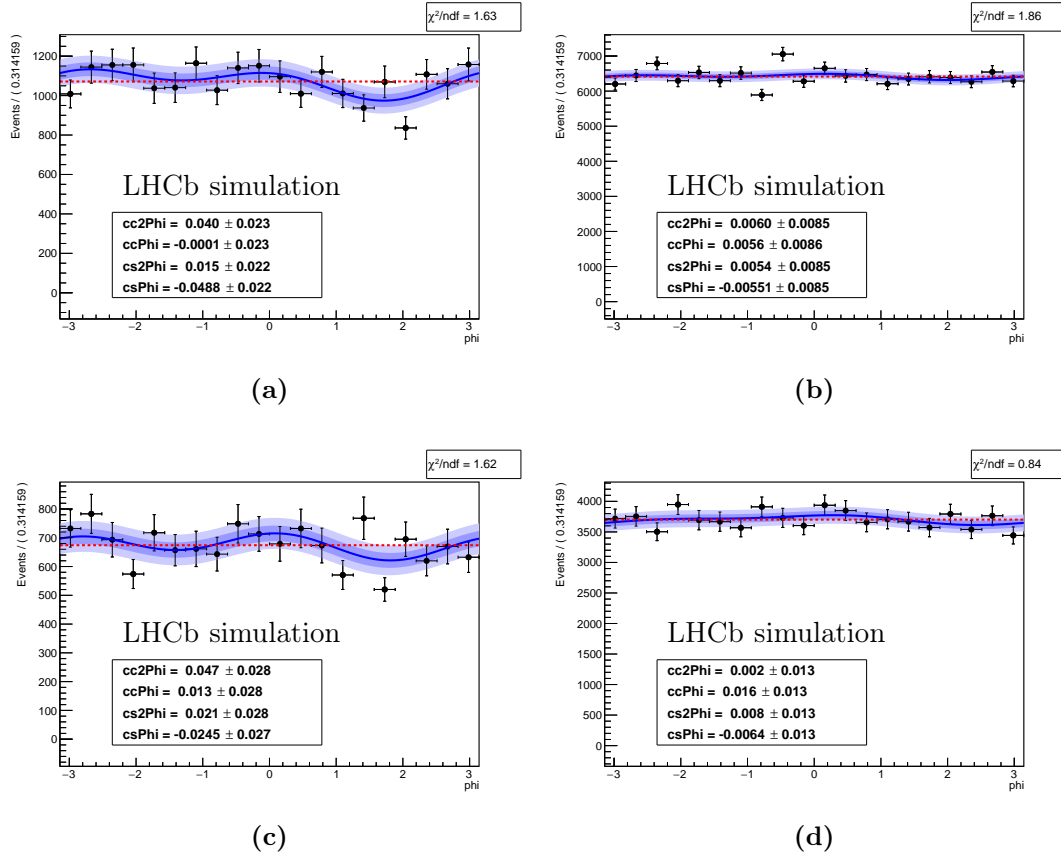 χ²/ndf = 1.63
Events / ( 0.314159 )
1200
1000
800
600
400
200
0
LHCb simulation
cc2Phi = 0.040 ± 0.023
ccPhi = -0.0001 ± 0.023
cs2Phi = 0.015 ± 0.022
csPhi = -0.0488 ± 0.022
−3 −2 −1 0 1 2 3
phi
(a)
χ²/ndf = 1.86
Events / ( 0.314159 )
7000
6000
5000
4000
3000
2000
1000
0
LHCb simulation
cc2Phi = 0.0060 ± 0.0085
ccPhi = 0.0056 ± 0.0086
cs2Phi = 0.0054 ± 0.0085
csPhi = -0.00551 ± 0.0085
−3 −2 −1 0 1 2 3
phi
(b)
χ²/ndf = 1.62
Events / ( 0.314159 )
800
700
600
500
400
300
200
100
0
LHCb simulation
cc2Phi = 0.047 ± 0.028
ccPhi = 0.013 ± 0.028
cs2Phi = 0.021 ± 0.028
csPhi = -0.0245 ± 0.027
−3 −2 −1 0 1 2 3
phi
(c)
χ²/ndf = 0.84
Events / ( 0.314159 )
4000
3500
3000
2500
2000
1500
1000
500
0
LHCb simulation
cc2Phi = 0.002 ± 0.013
ccPhi = 0.016 ± 0.013
cs2Phi = 0.008 ± 0.013
csPhi = -0.0064 ± 0.013
−3 −2 −1 0 1 2 3
phi
(d)